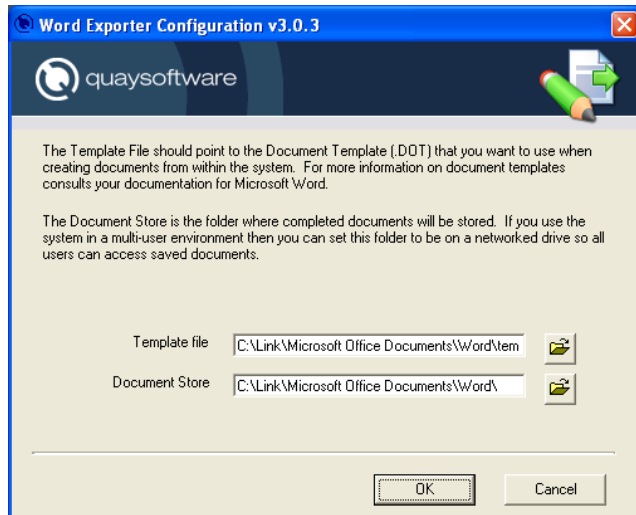 Word Exporter Configuration v3.0.3
quaysoftware
The Template File should point to the Document Template (.DOT) that you want to use when
creating documents from within the system. For more information on document templates
consults your documentation for Microsoft Word.
The Document Store is the folder where completed documents will be stored. If you use the
system in a multi-user environment then you can set this folder to be on a networked drive so all
users can access saved documents.
Template file C:\Link\Microsoft Office Documents\Word\tem
Document Store C:\Link\Microsoft Office Documents\Word\
OK Cancel